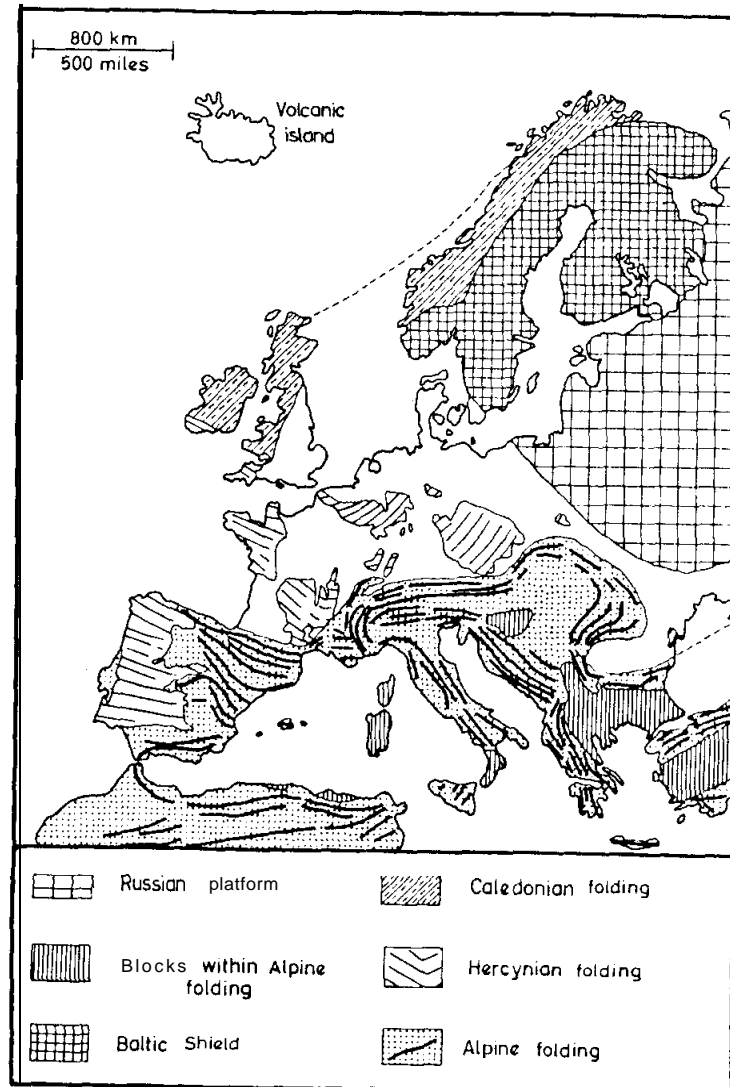 800 km
500 miles
Volcanic
island
Russian platform
Caledonian folding
Blocks within Alpine
folding
Hercynian folding
Baltic Shield
Alpine folding